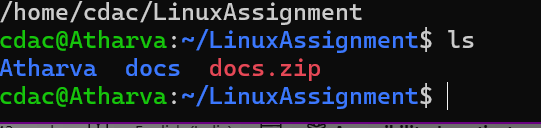 /home/cdac/LinuxAssignment
cdac@Atharva:~/LinuxAssignment$ ls
Atharva  docs  docs.zip
cdac@Atharva:~/LinuxAssignment$